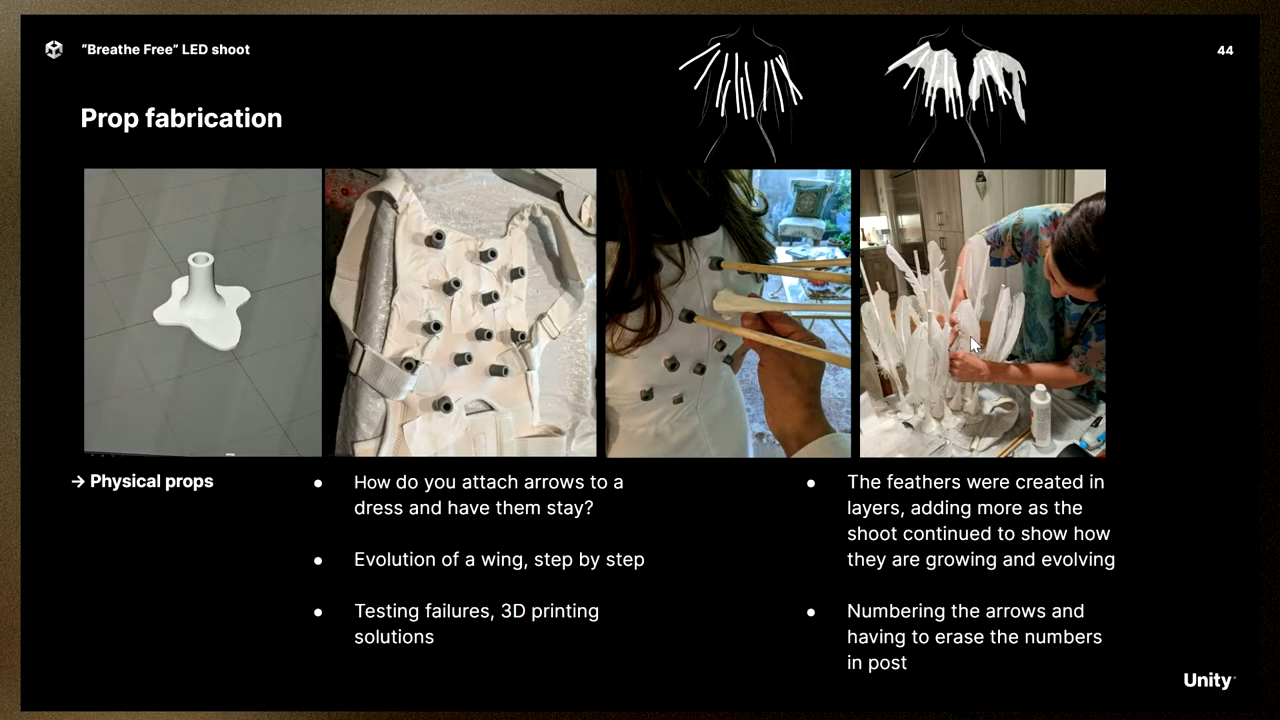 “Breathe Free” LED shoot
44
Prop fabrication
→ Physical props
● How do you attach arrows to a
dress and have them stay?
● Evolution of a wing, step by step
● Testing failures, 3D printing
solutions
● The feathers were created in
layers, adding more as the
shoot continued to show how
they are growing and evolving
● Numbering the arrows and
having to erase the numbers
in post
Unity